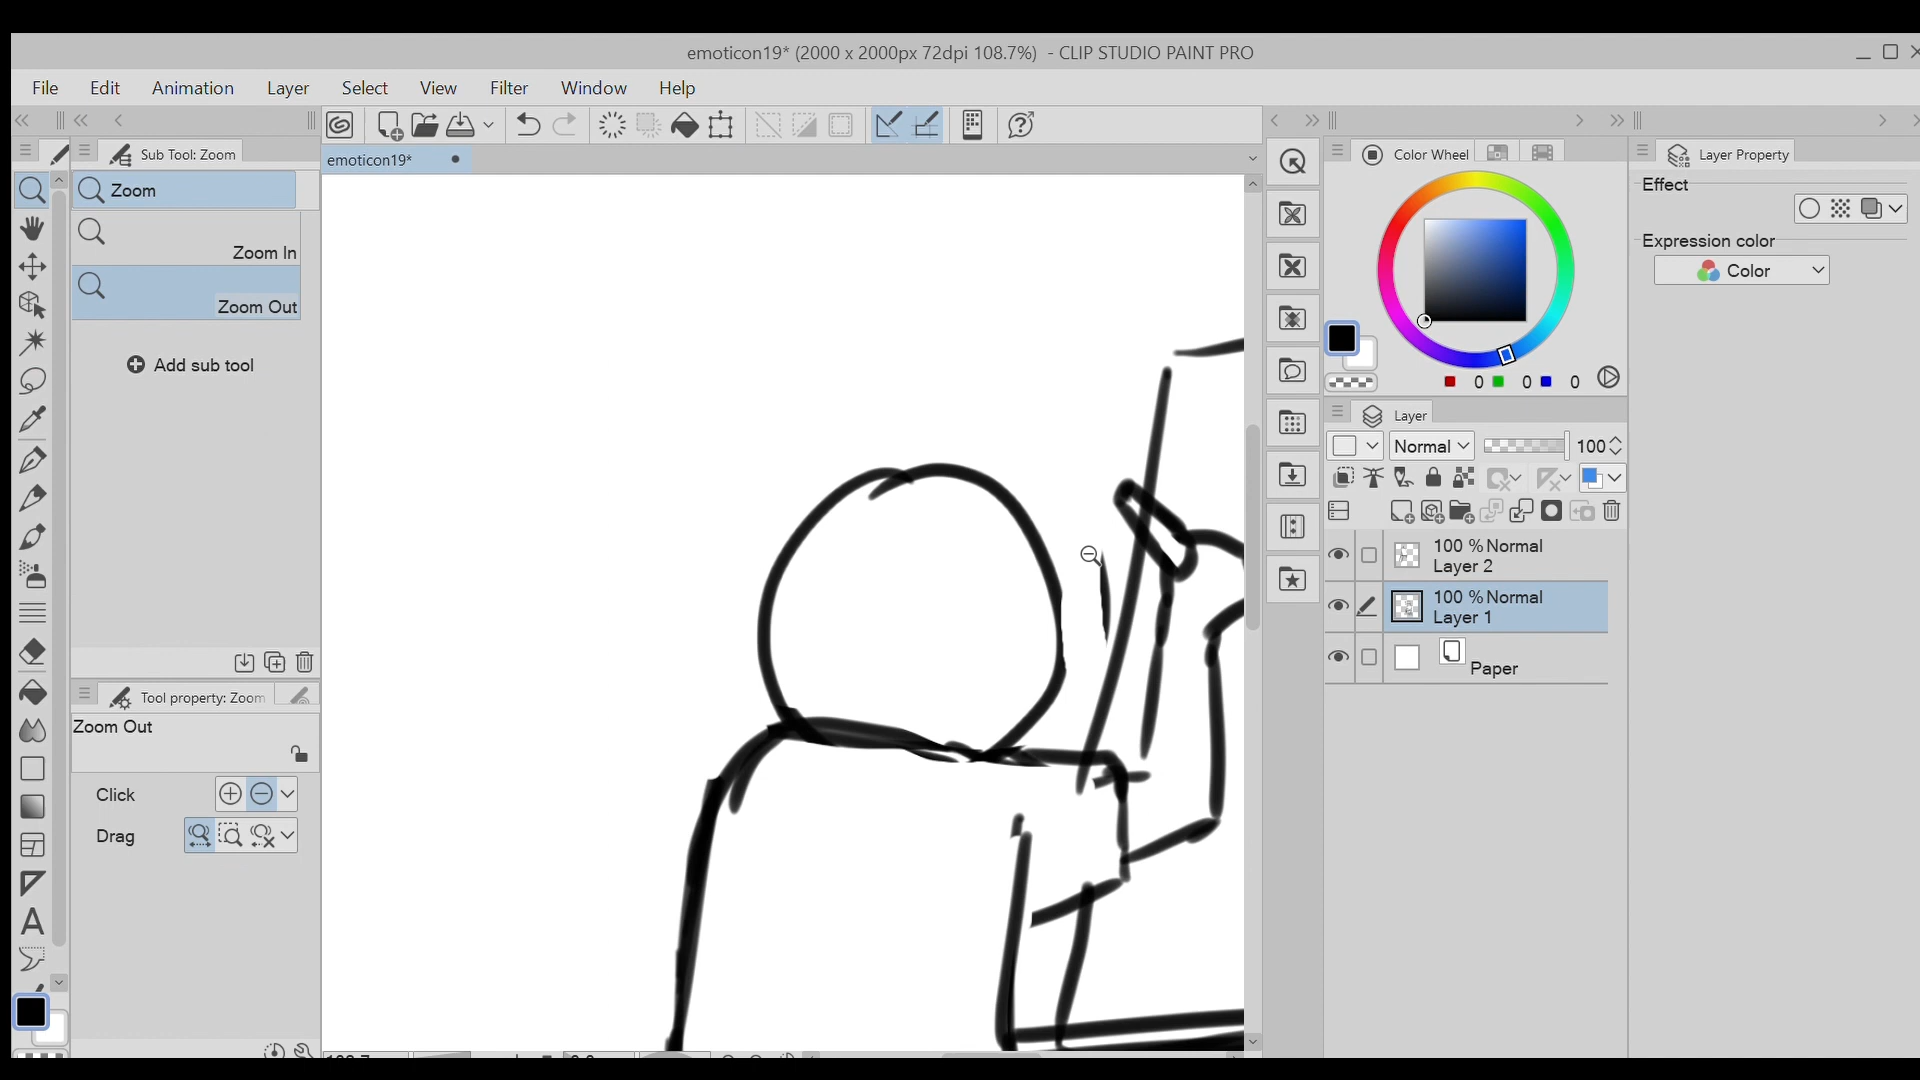 emoticon19* (2000 x 2000px 72dpi 108.7%) - CLIP STUDIO PAINT PRO
File Edit Animation Layer Select View Filter Window Help
Sub Tool: Zoom
emoticon19*
Color Wheel
Layer Property
Zoom
Zoom In
Zoom Out
Add sub tool
Effect
Expression color
Color
0 0 0
Layer
Normal 100
100 % Normal
Layer 2
100 % Normal
Layer 1
Paper
Tool property: Zoom
Zoom Out
Click
Drag
A